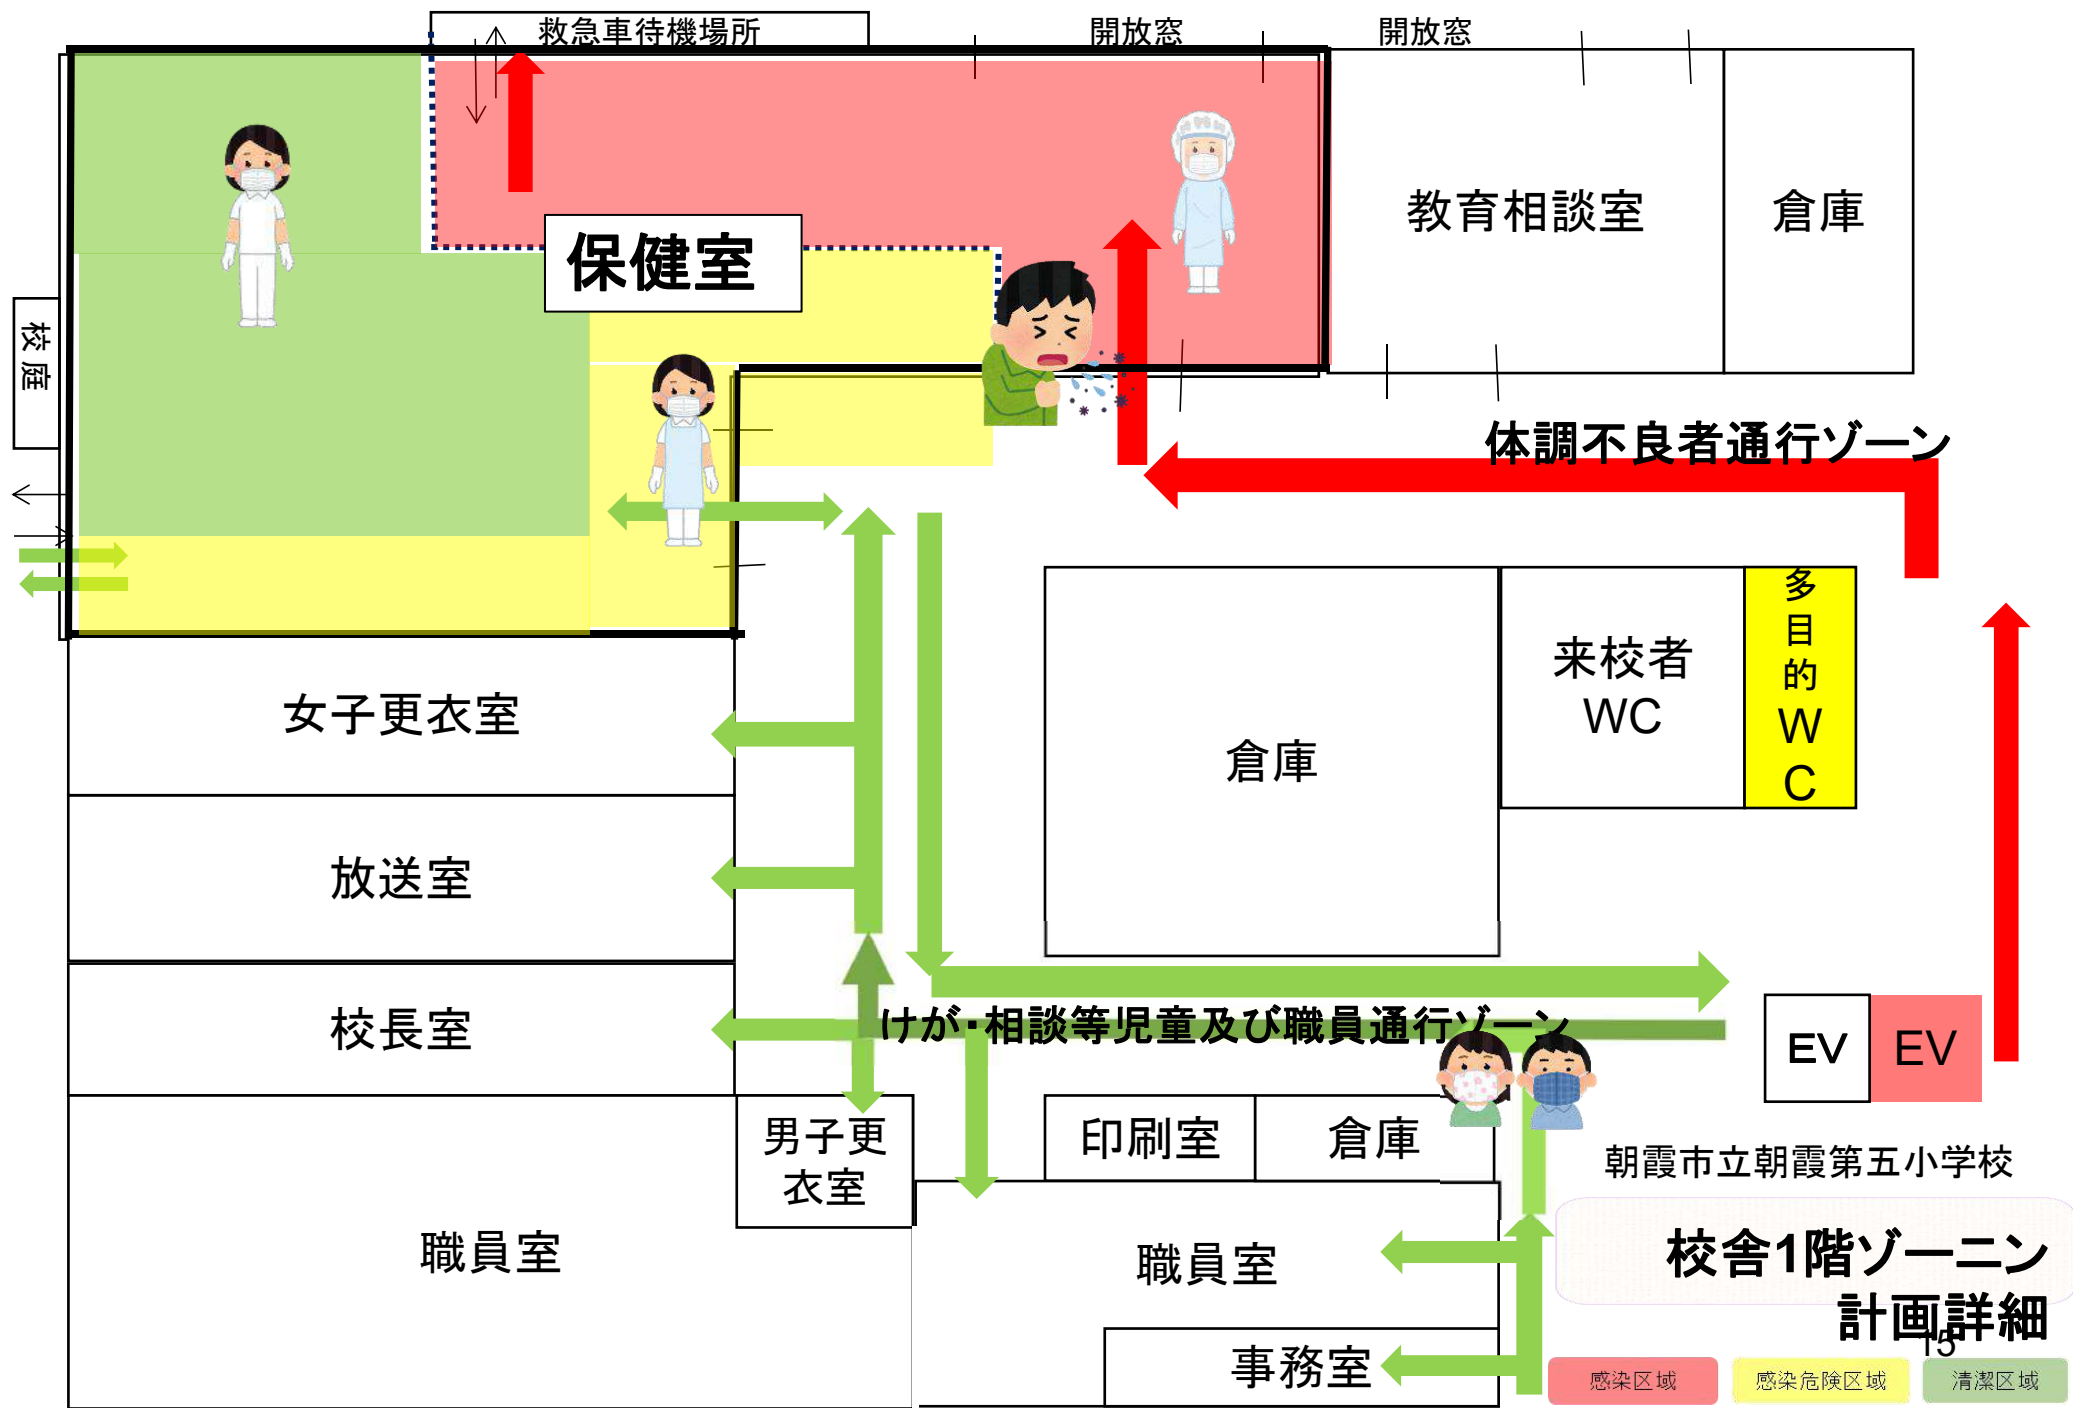 救急車待機場所
開放窓
開放窓
教育相談室
倉庫
保健室
校庭
体調不良者通行ゾーン
多目的WC
来校者
WC
倉庫
女子更衣室
放送室
校長室
けが・相談等児童及び職員通行ゾーン
EV
EV
男子更
衣室
印刷室
倉庫
朝霞市立朝霞第五小学校
職員室
職員室
校舎1階ゾーニン
計画詳細
15
事務室
感染区域
感染危険区域
清潔区域